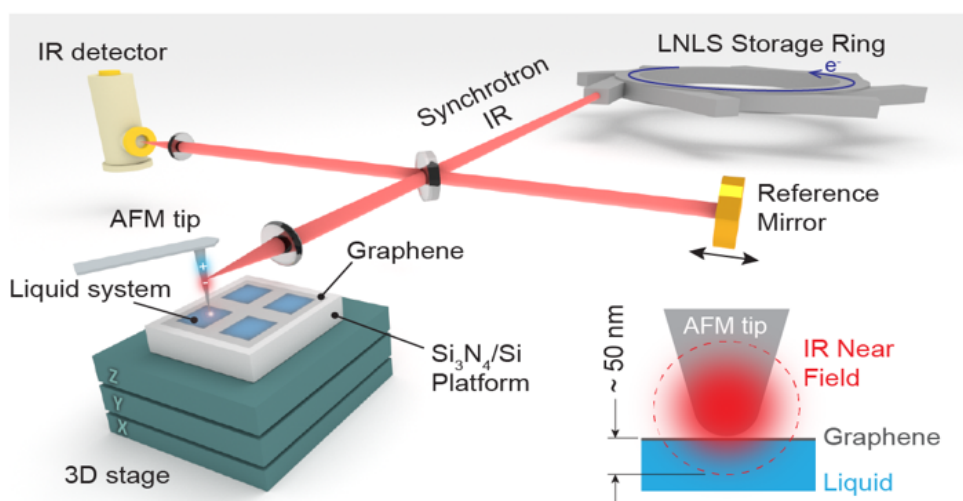 IR detector
LNLS Storage Ring
e-
Synchrotron
IR
AFM tip
Reference
Mirror
+
-
Graphene
Liquid system
Si₃N₄/Si
Platform
Z
Y
X
3D stage
~ 50 nm
AFM tip
IR Near
Field
Graphene
Liquid